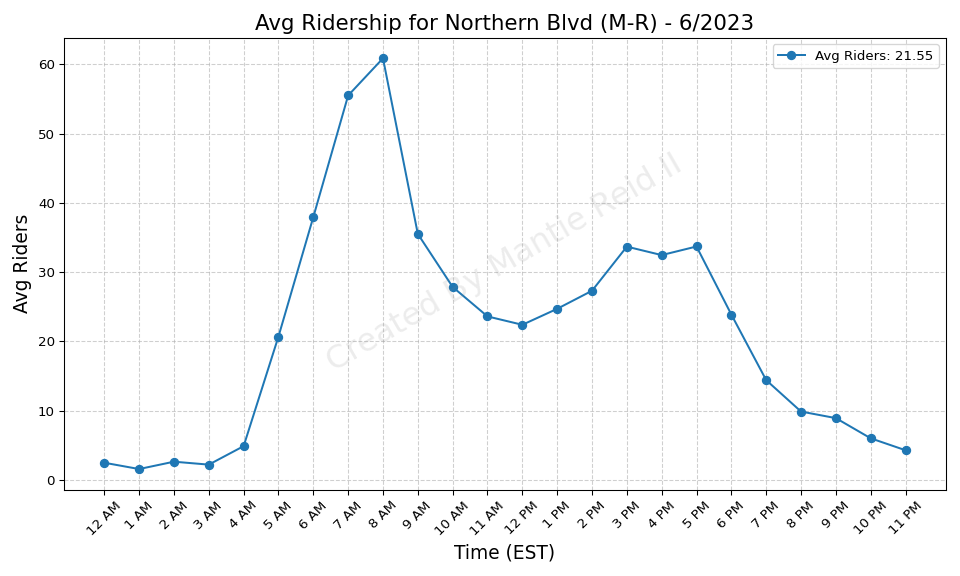 Avg Ridership for Northern Blvd (M-R) - 6/2023
Avg Riders: 21.55
60
50
40
30
20
10
0
Avg Riders
Created By Mantie Reid II
12 AM
1 AM
2 AM
3 AM
4 AM
5 AM
6 AM
7 AM
8 AM
9 AM
10 AM
11 AM
12 PM
1 PM
2 PM
3 PM
4 PM
5 PM
6 PM
7 PM
8 PM
9 PM
10 PM
11 PM
Time (EST)